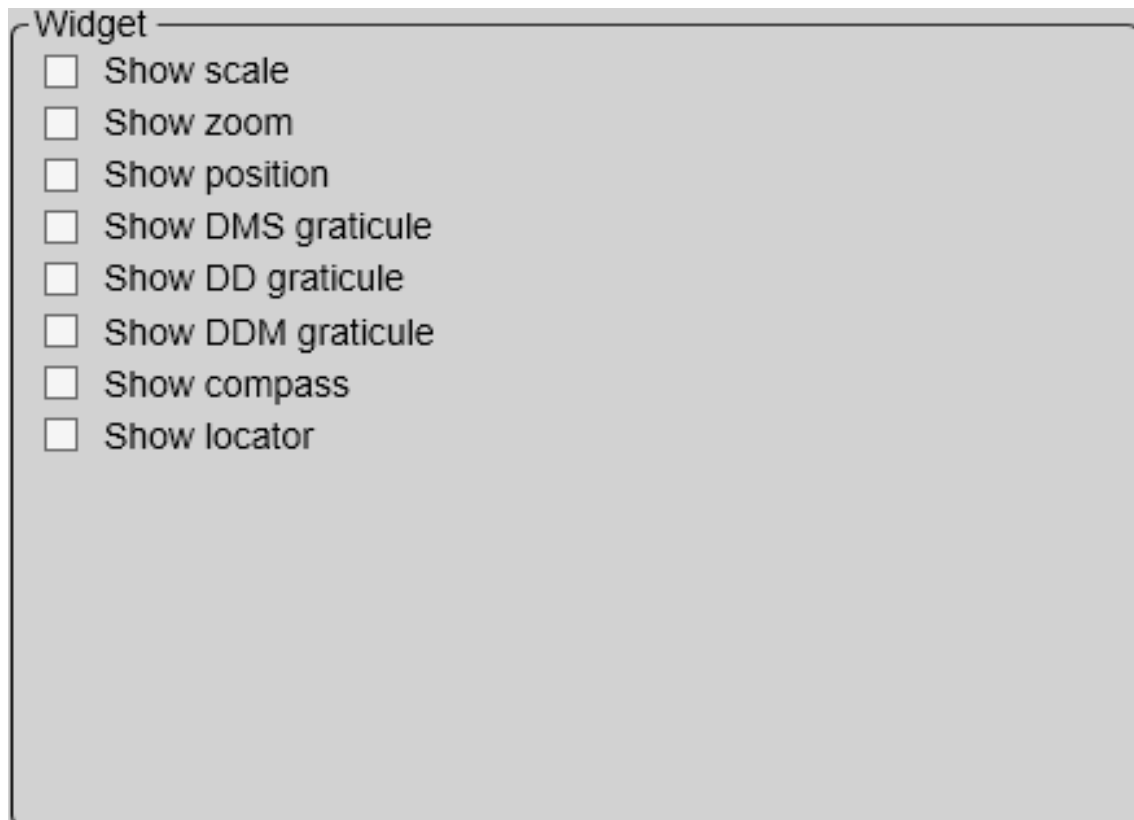 Widget
Show scale
Show zoom
Show position
Show DMS graticule
Show DD graticule
Show DDM graticule
Show compass
Show locator